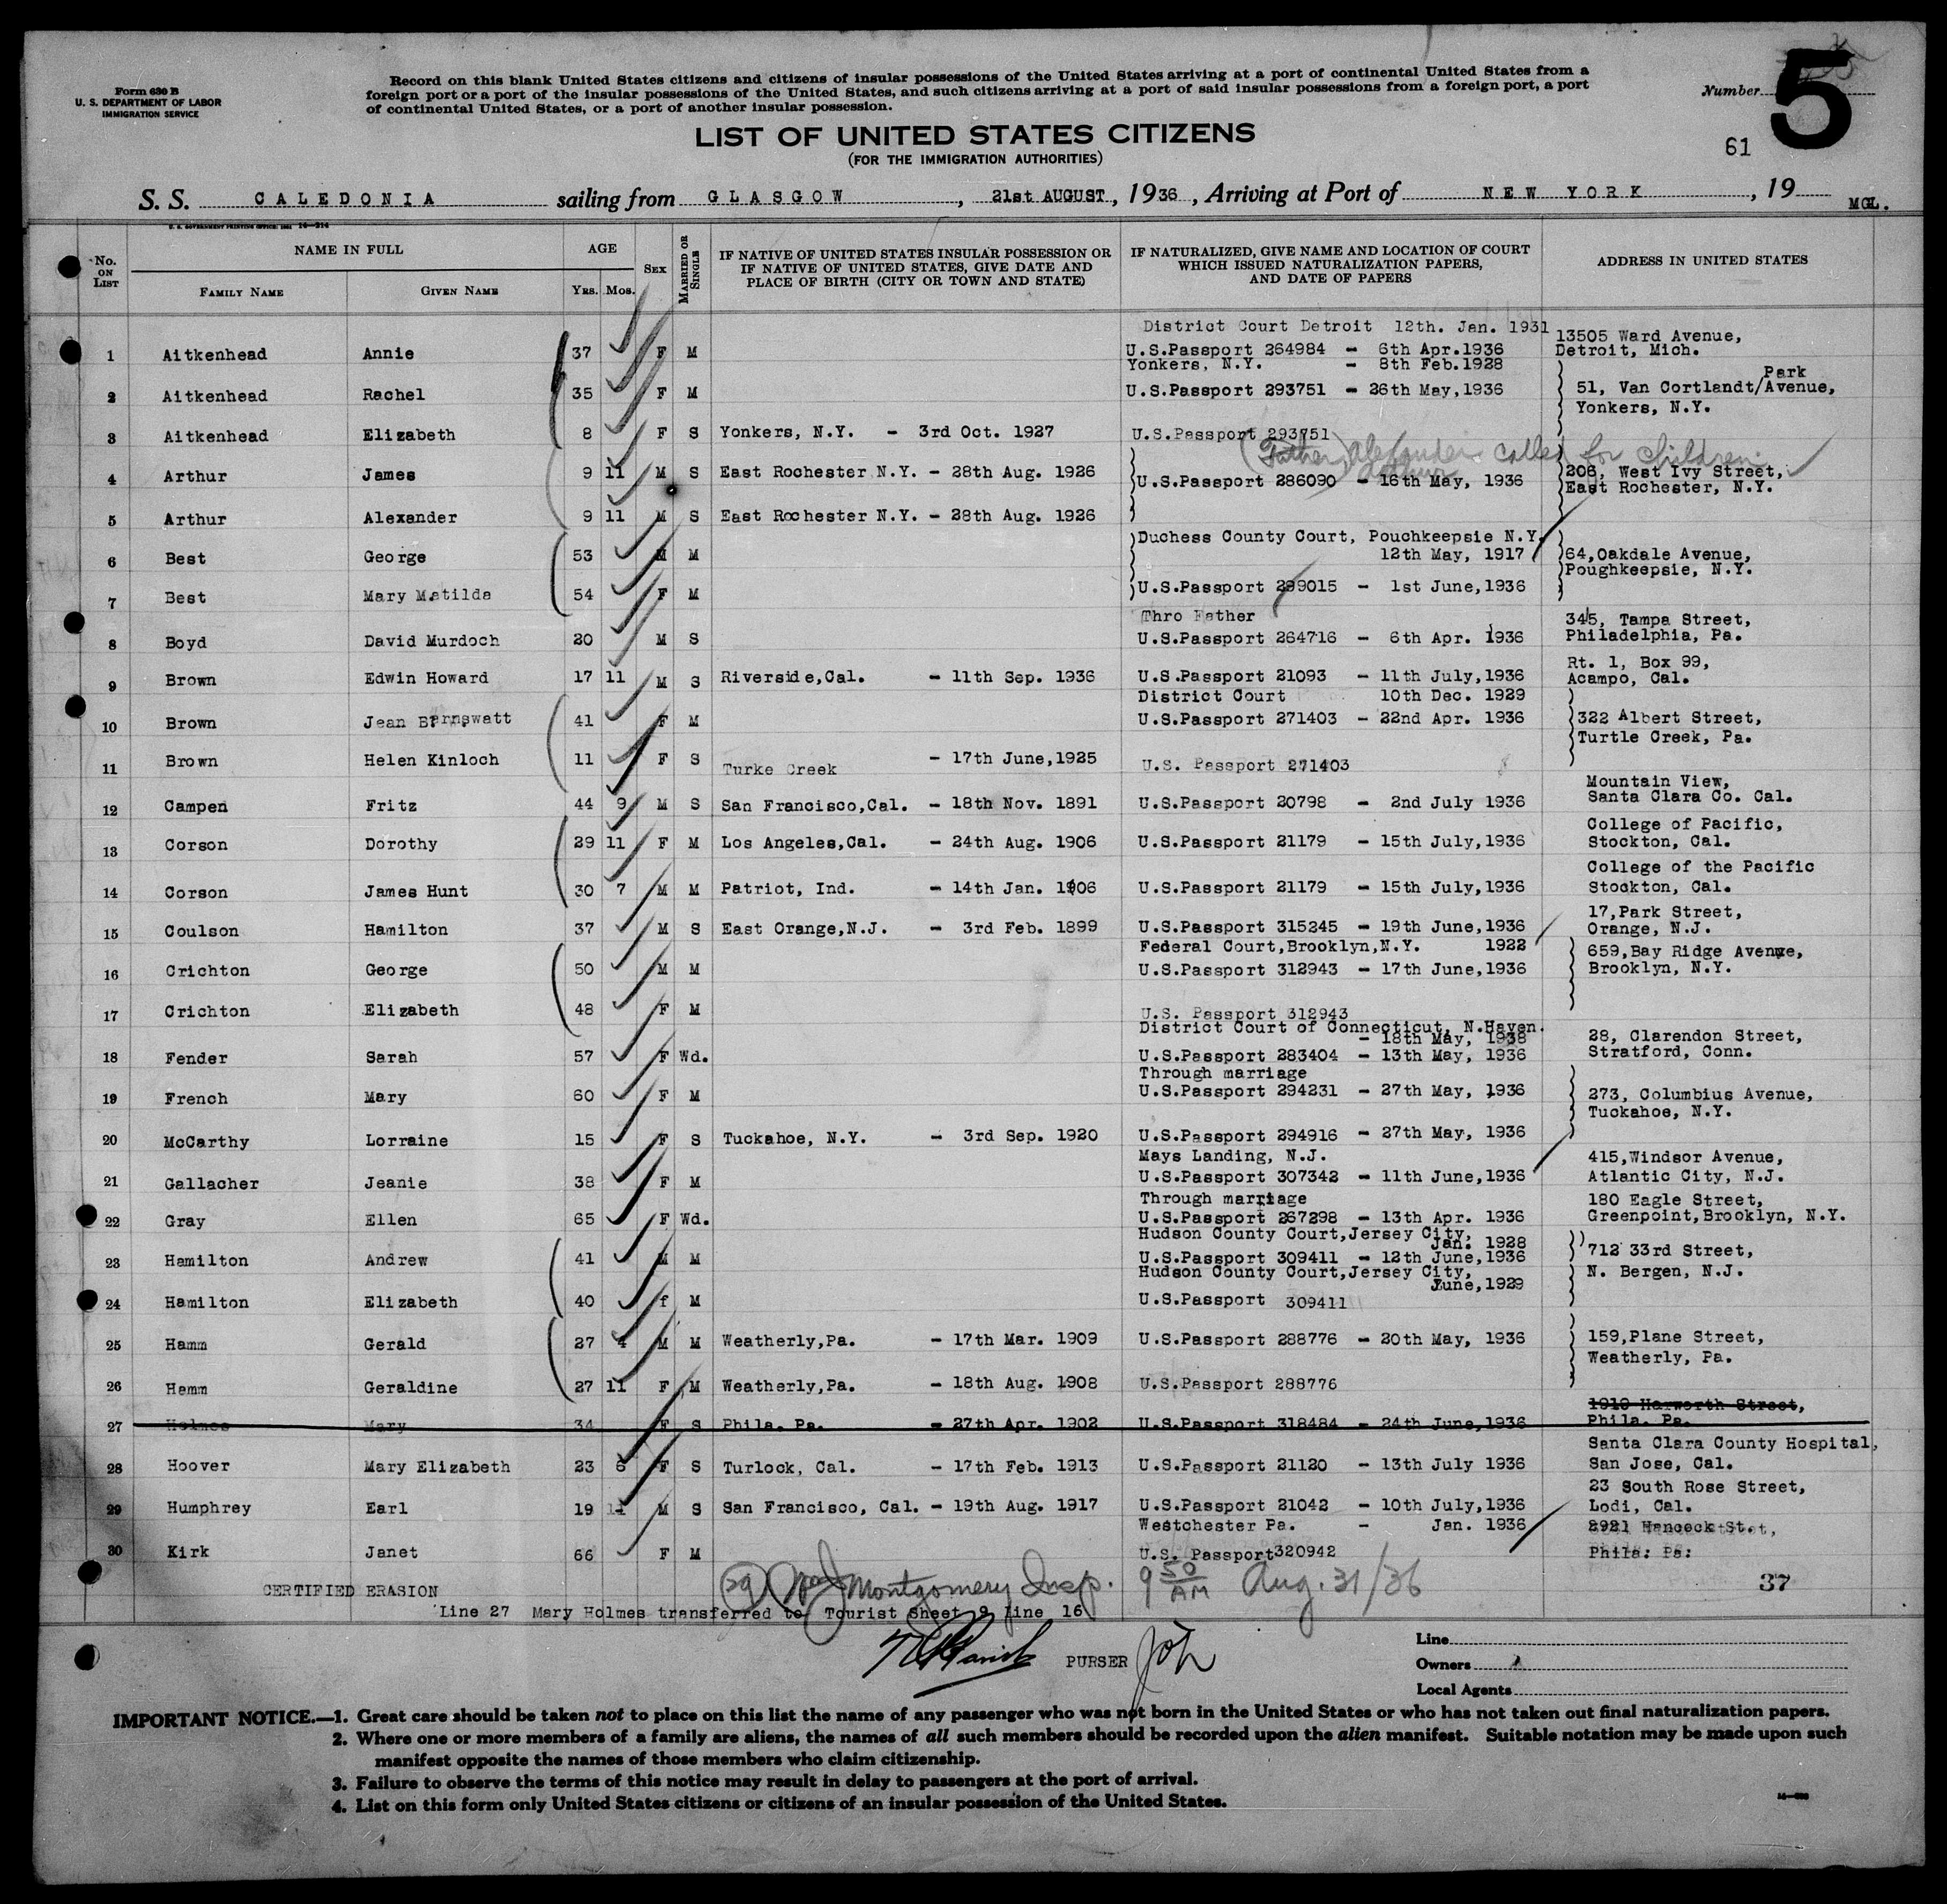 Form 630 B
U. S. DEPARTMENT OF LABOR
IMMIGRATION SERVICE
Record on this blank United States citizens and citizens of insular possessions of the United States arriving at a port of continental United States from a
foreign port or a port of the insular possessions of the United States, and such citizens arriving at a port of said insular possessions from a foreign port, a port
of continental United States, or a port of another insular possession.
Number 5
61
LIST OF UNITED STATES CITIZENS
(FOR THE IMMIGRATION AUTHORITIES)
S. S. CALEDONIA sailing from GLASGOW, 21st AUGUST, 1936, Arriving at Port of NEW YORK, 19
MGL.
No. ON LIST NAME IN FULL AGE SEX MARRIED OR SINGLE IF NATIVE OF UNITED STATES INSULAR POSSESSION OR IF NATIVE OF UNITED STATES, GIVE DATE AND PLACE OF BIRTH (CITY OR TOWN AND STATE) IF NATURALIZED, GIVE NAME AND LOCATION OF COURT WHICH ISSUED NATURALIZATION PAPERS, AND DATE OF PAPERS ADDRESS IN UNITED STATES
FAMILY NAME GIVEN NAME YRS. MOS.
District Court Detroit 12th. Jan. 1931 13505 Ward Avenue,
1 Aitkenhead Annie 37 F M U.S.Passport 264984 - 6th Apr.1936 Detroit, Mich.
Yonkers, N.Y. - 8th Feb.1928 Park
2 Aitkenhead Rachel 35 F M U.S.Passport 293751 - 26th May,1936 51, Van Cortlandt/Avenue,
Yonkers, N.Y.
3 Aitkenhead Elizabeth 8 F S Yonkers, N.Y. - 3rd Oct. 1927 U.S.Passport 293751
(Father) Alexander Arthur called for children
4 Arthur James 9 11 M S East Rochester N.Y. - 28th Aug. 1926 U.S.Passport 286090 - 16th May, 1936 206, West Ivy Street,
East Rochester, N.Y.
5 Arthur Alexander 9 11 M S East Rochester N.Y. - 28th Aug. 1926
Duchess County Court, Pouchkeepsie N.Y.
6 Best George 53 M M 12th May, 1917 64,Oakdale Avenue,
Poughkeepsie, N.Y.
7 Best Mary Matilda 54 F M U.S.Passport 299015 - 1st June,1936
Thro Father 345, Tampa Street,
8 Boyd David Murdoch 20 M S U.S.Passport 264716 - 6th Apr. 1936 Philadelphia, Pa.
Rt. 1, Box 99,
9 Brown Edwin Howard 17 11 M S Riverside,Cal. - 11th Sep. 1936 U.S.Passport 21093 - 11th July,1936 Acampo, Cal.
District Court 10th Dec. 1929
10 Brown Jean Brnswatt 41 F M U.S.Passport 271403 - 22nd Apr. 1936 322 Albert Street,
Turtle Creek, Pa.
11 Brown Helen Kinloch 11 F S Turke Creek - 17th June,1925 U.S. Passport 271403
Mountain View,
12 Campen Fritz 44 9 M S San Francisco,Cal. - 18th Nov. 1891 U.S.Passport 20798 - 2nd July 1936 Santa Clara Co. Cal.
College of Pacific,
13 Corson Dorothy 29 11 F M Los Angeles,Cal. - 24th Aug. 1906 U.S.Passport 21179 - 15th July,1936 Stockton, Cal.
College of the Pacific
14 Corson James Hunt 30 7 M M Patriot, Ind. - 14th Jan. 1906 U.S.Passport 21179 - 15th July,1936 Stockton, Cal.
17,Park Street,
15 Coulson Hamilton 37 M S East Orange,N.J. - 3rd Feb. 1899 U.S.Passport 315245 - 19th June,1936 Orange, N.J.
Federal Court,Brooklyn,N.Y. 1922 659,Bay Ridge Avenue,
16 Crichton George 50 M M U.S.Passport 312943 - 17th June,1936 Brooklyn, N.Y.
17 Crichton Elizabeth 48 F M U.S. Passport 312943
District Court of Connecticut, N.Haven.
- 18th May, 1938 28, Clarendon Street,
18 Fender Sarah 57 F Wd. U.S.Passport 283404 - 13th May, 1936 Stratford, Conn.
Through marriage
19 French Mary 60 F M U.S.Passport 294231 - 27th May, 1936 273, Columbius Avenue,
Tuckahoe, N.Y.
20 McCarthy Lorraine 15 F S Tuckahoe, N.Y. - 3rd Sep. 1920 U.S.Passport 294916 - 27th May, 1936
Mays Landing, N.J. 415,Windsor Avenue,
21 Gallacher Jeanie 38 F M U.S.Passport 307342 - 11th June,1936 Atlantic City, N.J.
Through marriage 180 Eagle Street,
22 Gray Ellen 65 F Wd. U.S.Passport 267298 - 13th Apr. 1936 Greenpoint,Brooklyn, N.Y.
Hudson County Court,Jersey City,
Jan. 1928
23 Hamilton Andrew 41 M M U.S.Passport 309411 - 12th June,1936 712 33rd Street,
Hudson County Court,Jersey City, N. Bergen, N.J.
June,1929
24 Hamilton Elizabeth 40 f M U.S.Passport 309411
25 Hamm Gerald 27 4 M M Weatherly,Pa. - 17th Mar. 1909 U.S.Passport 288776 - 20th May, 1936 159,Plane Street,
Weatherly, Pa.
26 Hamm Geraldine 27 11 F M Weatherly,Pa. - 18th Aug. 1908 U.S.Passport 288776
1910 Harworth Street,
27 Holmes Mary 34 F S Phila. Pa. - 27th Apr. 1902 U.S.Passport 318484 - 24th June,1936 Phila. Pa.
Santa Clara County Hospital,
28 Hoover Mary Elizabeth 23 6 F S Turlock, Cal. - 17th Feb. 1913 U.S.Passport 21120 - 13th July 1936 San Jose, Cal.
23 South Rose Street,
29 Humphrey Earl 19 11 M S San Francisco, Cal. - 19th Aug. 1917 U.S.Passport 21042 - 10th July,1936 Lodi, Cal.
Westchester Pa. - Jan. 1936 2921 Hancock St.,
30 Kirk Janet 66 F M U.S. Passport 320942 Phila: Pa:
CERTIFIED ERASION (29) Montgomery Insp. 9 50 AM Aug. 31/36 37
Line 27 Mary Holmes transferred to Tourist Sheet 9 line 16
PURSER
Line
Owners
Local Agents
IMPORTANT NOTICE.—1. Great care should be taken not to place on this list the name of any passenger who was not born in the United States or who has not taken out final naturalization papers.
2. Where one or more members of a family are aliens, the names of all such members should be recorded upon the alien manifest. Suitable notation may be made upon such
manifest opposite the names of those members who claim citizenship.
3. Failure to observe the terms of this notice may result in delay to passengers at the port of arrival.
4. List on this form only United States citizens or citizens of an insular possession of the United States.